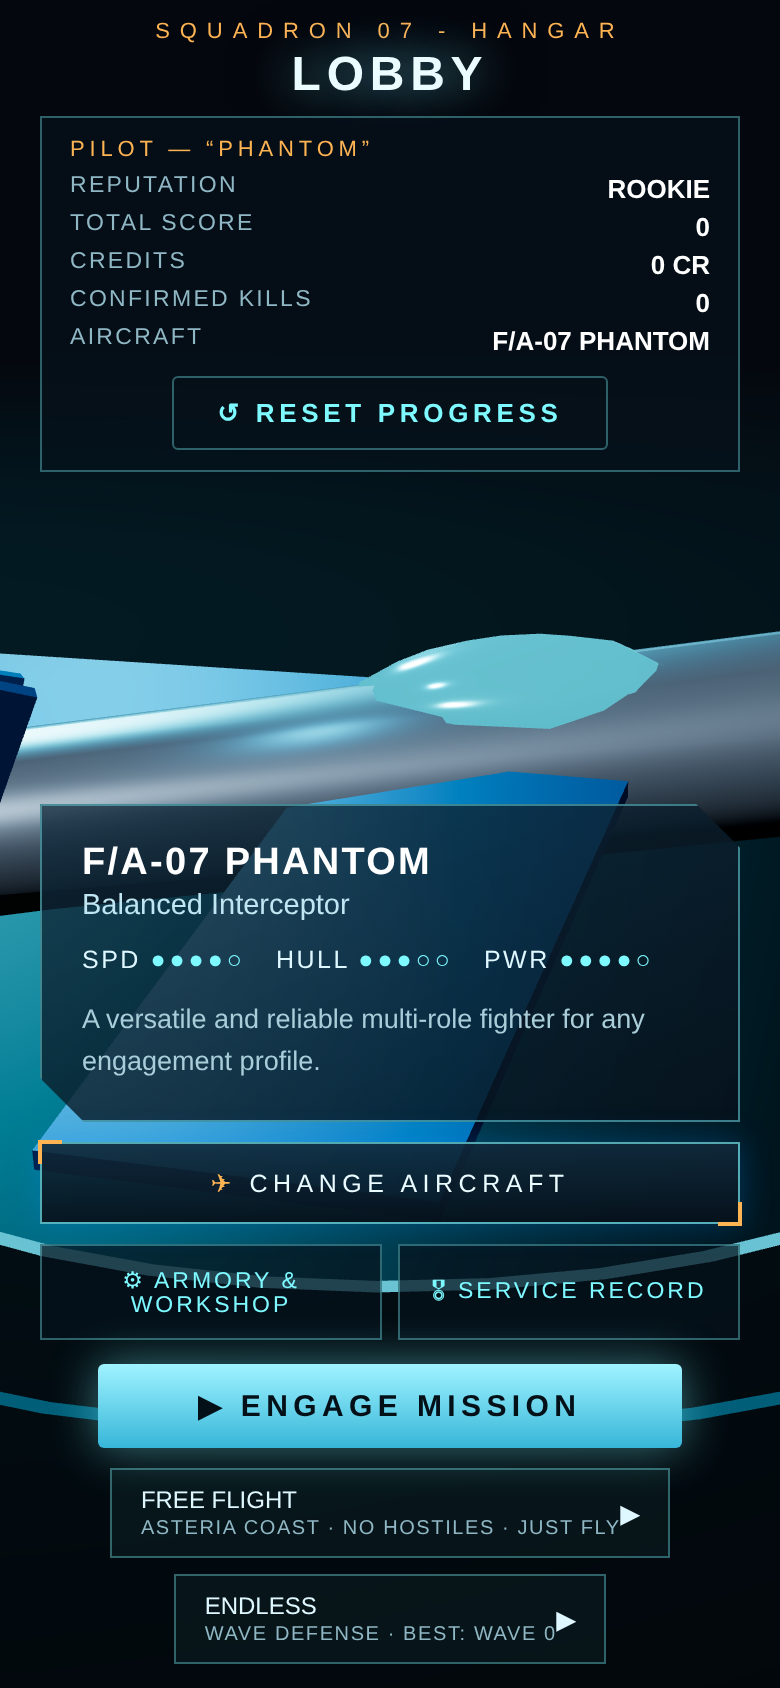 SQUADRON 07 - HANGAR
LOBBY
PILOT — “PHANTOM”
REPUTATION ROOKIE
TOTAL SCORE 0
CREDITS 0 CR
CONFIRMED KILLS 0
AIRCRAFT F/A-07 PHANTOM
↺ RESET PROGRESS
F/A-07 PHANTOM
Balanced Interceptor
SPD ●●●●○ HULL ●●●○○ PWR ●●●●○
A versatile and reliable multi-role fighter for any
engagement profile.
✈ CHANGE AIRCRAFT
⚙ ARMORY &
WORKSHOP
🎖 SERVICE RECORD
▶ ENGAGE MISSION
FREE FLIGHT
ASTERIA COAST · NO HOSTILES · JUST FLY ▶
ENDLESS
WAVE DEFENSE · BEST: WAVE 0 ▶